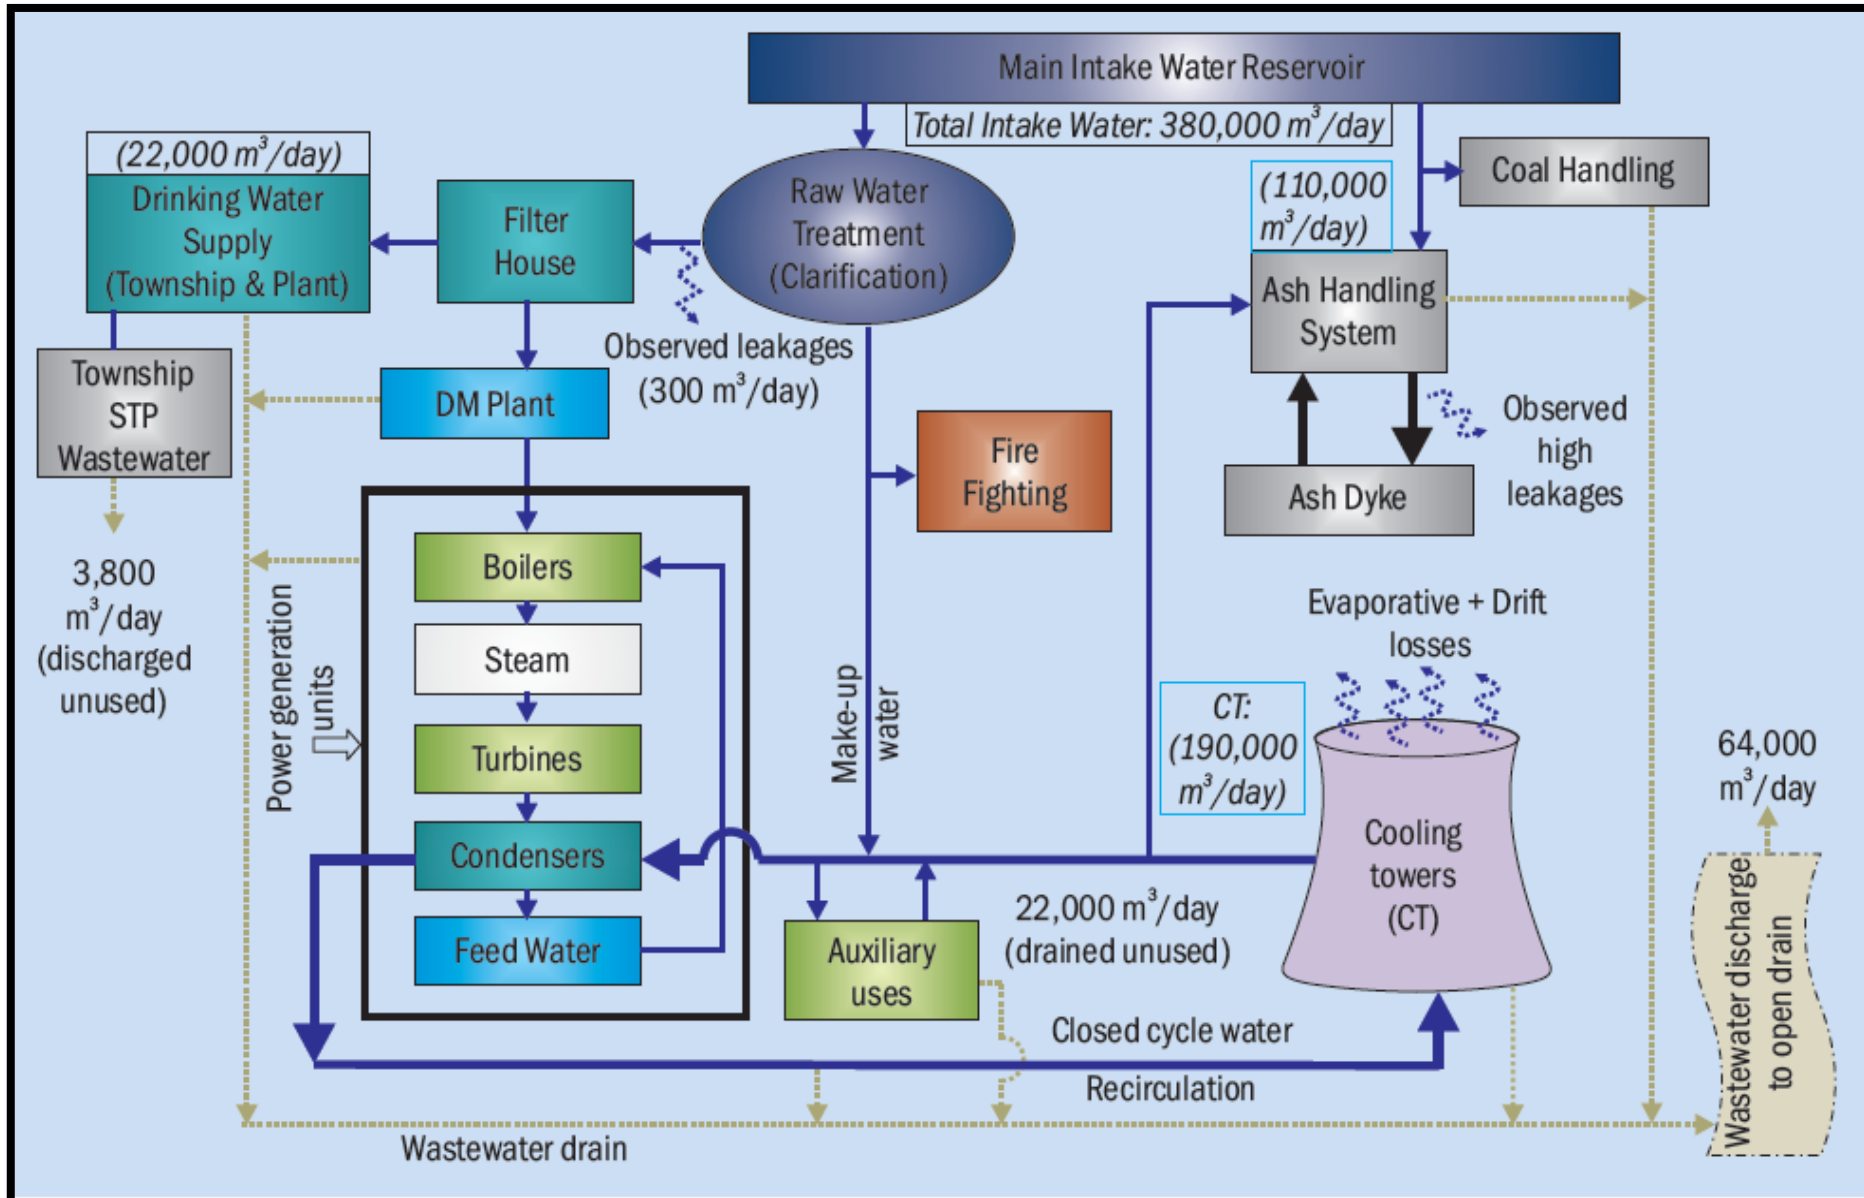 Main Intake Water Reservoir
Total Intake Water: 380,000 m³/day
(22,000 m³/day)
Drinking Water
Supply
(Township & Plant)
Filter
House
Raw Water
Treatment
(Clarification)
(110,000
m³/day)
Coal Handling
Ash Handling
System
Observed leakages
(300 m³/day)
Township
STP
Wastewater
DM Plant
Fire
Fighting
Observed
high
leakages
Ash Dyke
3,800
m³/day
(discharged
unused)
Power generation
units
Boilers
Steam
Turbines
Condensers
Feed Water
Make-up
water
Evaporative + Drift
losses
CT:
(190,000
m³/day)
Cooling
towers
(CT)
64,000
m³/day
Auxiliary
uses
22,000 m³/day
(drained unused)
Closed cycle water
Recirculation
Wastewater discharge
to open drain
Wastewater drain